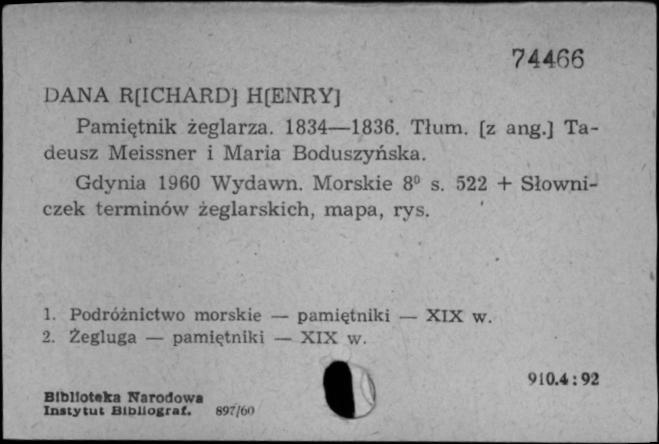 74466
DANA R[ICHARD] H[ENRY]
Pamiętnik żeglarza. 1834—1836. Tłum. [z ang.] Ta-
deusz Meissner i Maria Boduszyńska.
Gdynia 1960 Wydawn. Morskie 8⁰ s. 522 + Słowni-
czek terminów żeglarskich, mapa, rys.
1. Podróżnictwo morskie — pamiętniki — XIX w.
2. Żegluga — pamiętniki — XIX w.
910.4:92
Biblioteka Narodowa
Instytut Bibliograf. 897/60